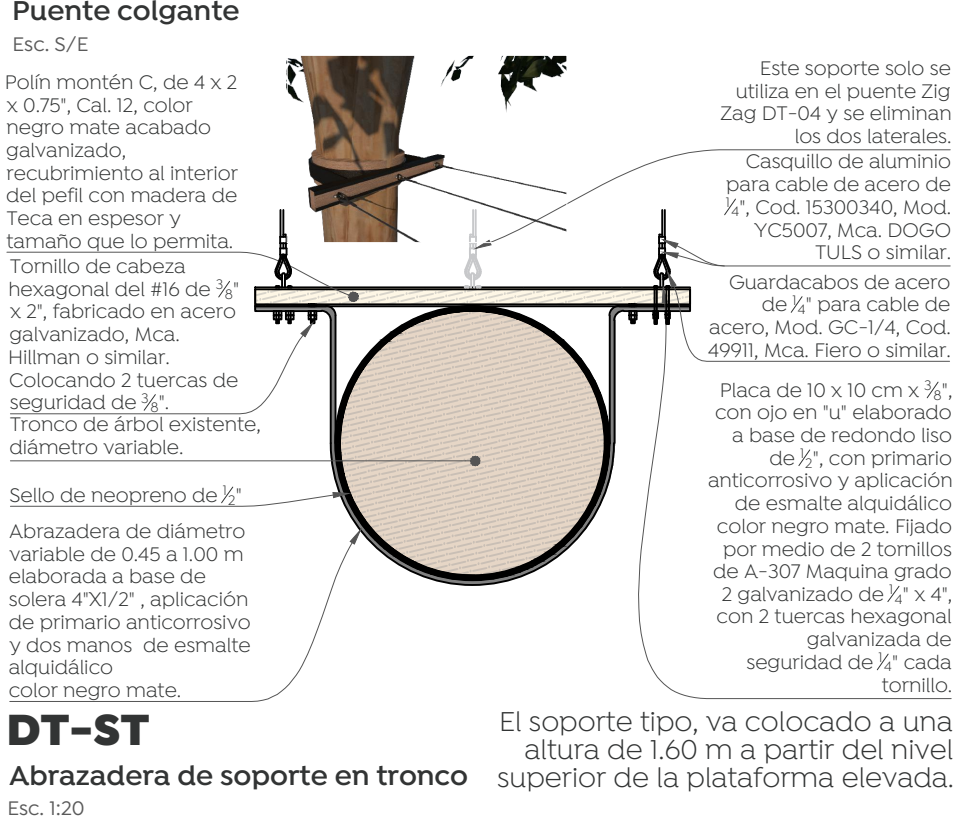 Puente colgante
Esc. S/E
Polín montén C, de 4 x 2
x 0.75", Cal. 12, color
negro mate acabado
galvanizado,
recubrimiento al interior
del pefil con madera de
Teca en espesor y
tamaño que lo permita.
Tornillo de cabeza
hexagonal del #16 de ⅜"
x 2", fabricado en acero
galvanizado, Mca.
Hillman o similar.
Colocando 2 tuercas de
seguridad de ⅜".
Tronco de árbol existente,
diámetro variable.
Sello de neopreno de ½"
Abrazadera de diámetro
variable de 0.45 a 1.00 m
elaborada a base de
solera 4"X1/2" , aplicación
de primario anticorrosivo
y dos manos de esmalte
alquidálico
color negro mate.
Este soporte solo se
utiliza en el puente Zig
Zag DT-04 y se eliminan
los dos laterales.
Casquillo de aluminio
para cable de acero de
¼", Cod. 15300340, Mod.
YC5007, Mca. DOGO
TULS o similar.
Guardacabos de acero
de ¼" para cable de
acero, Mod. GC-1/4, Cod.
49911, Mca. Fiero o similar.
Placa de 10 x 10 cm x ⅜",
con ojo en "u" elaborado
a base de redondo liso
de ½", con primario
anticorrosivo y aplicación
de esmalte alquidálico
color negro mate. Fijado
por medio de 2 tornillos
de A-307 Maquina grado
2 galvanizado de ¼" x 4",
con 2 tuercas hexagonal
galvanizada de
seguridad de ¼" cada
tornillo.
DT-ST
Abrazadera de soporte en tronco
Esc. 1:20
El soporte tipo, va colocado a una
altura de 1.60 m a partir del nivel
superior de la plataforma elevada.